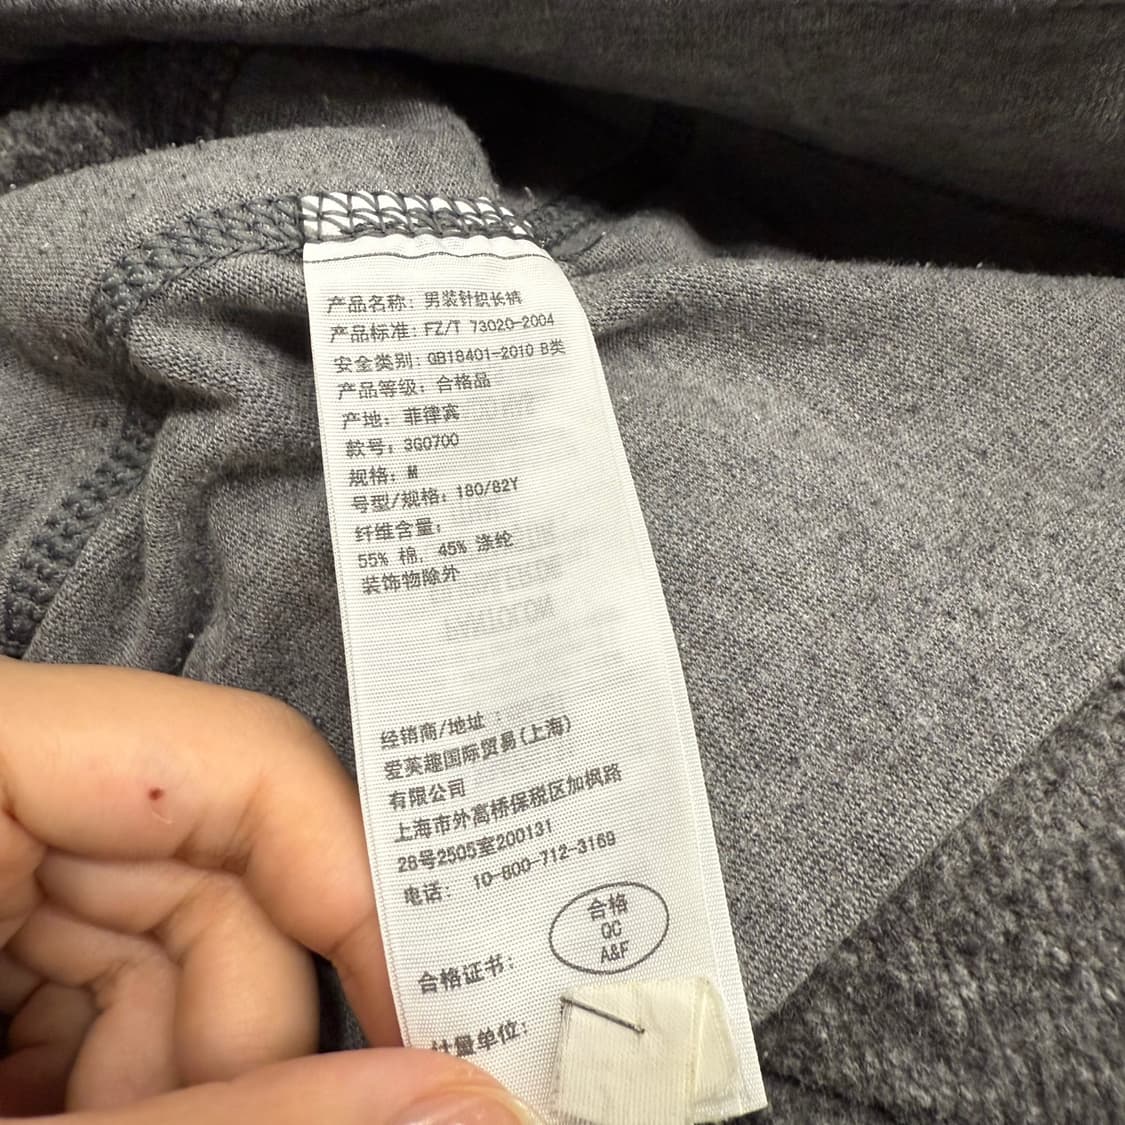 产品名称：男装针织长裤
产品标准：FZ/T 73020-2004
安全类别：GB18401-2010 B类
产品等级：合格品
产地：菲律宾
款号：3G0700
规格：M
号型/规格：180/82Y
纤维含量：
55% 棉，45% 涤纶
装饰物除外
经销商/地址：
爱芙趣国际贸易(上海)
有限公司
上海市外高桥保税区加枫路
28号2505室200131
电话： 10-800-712-3169
合格
QC
A&F
合格证书：
计量单位：